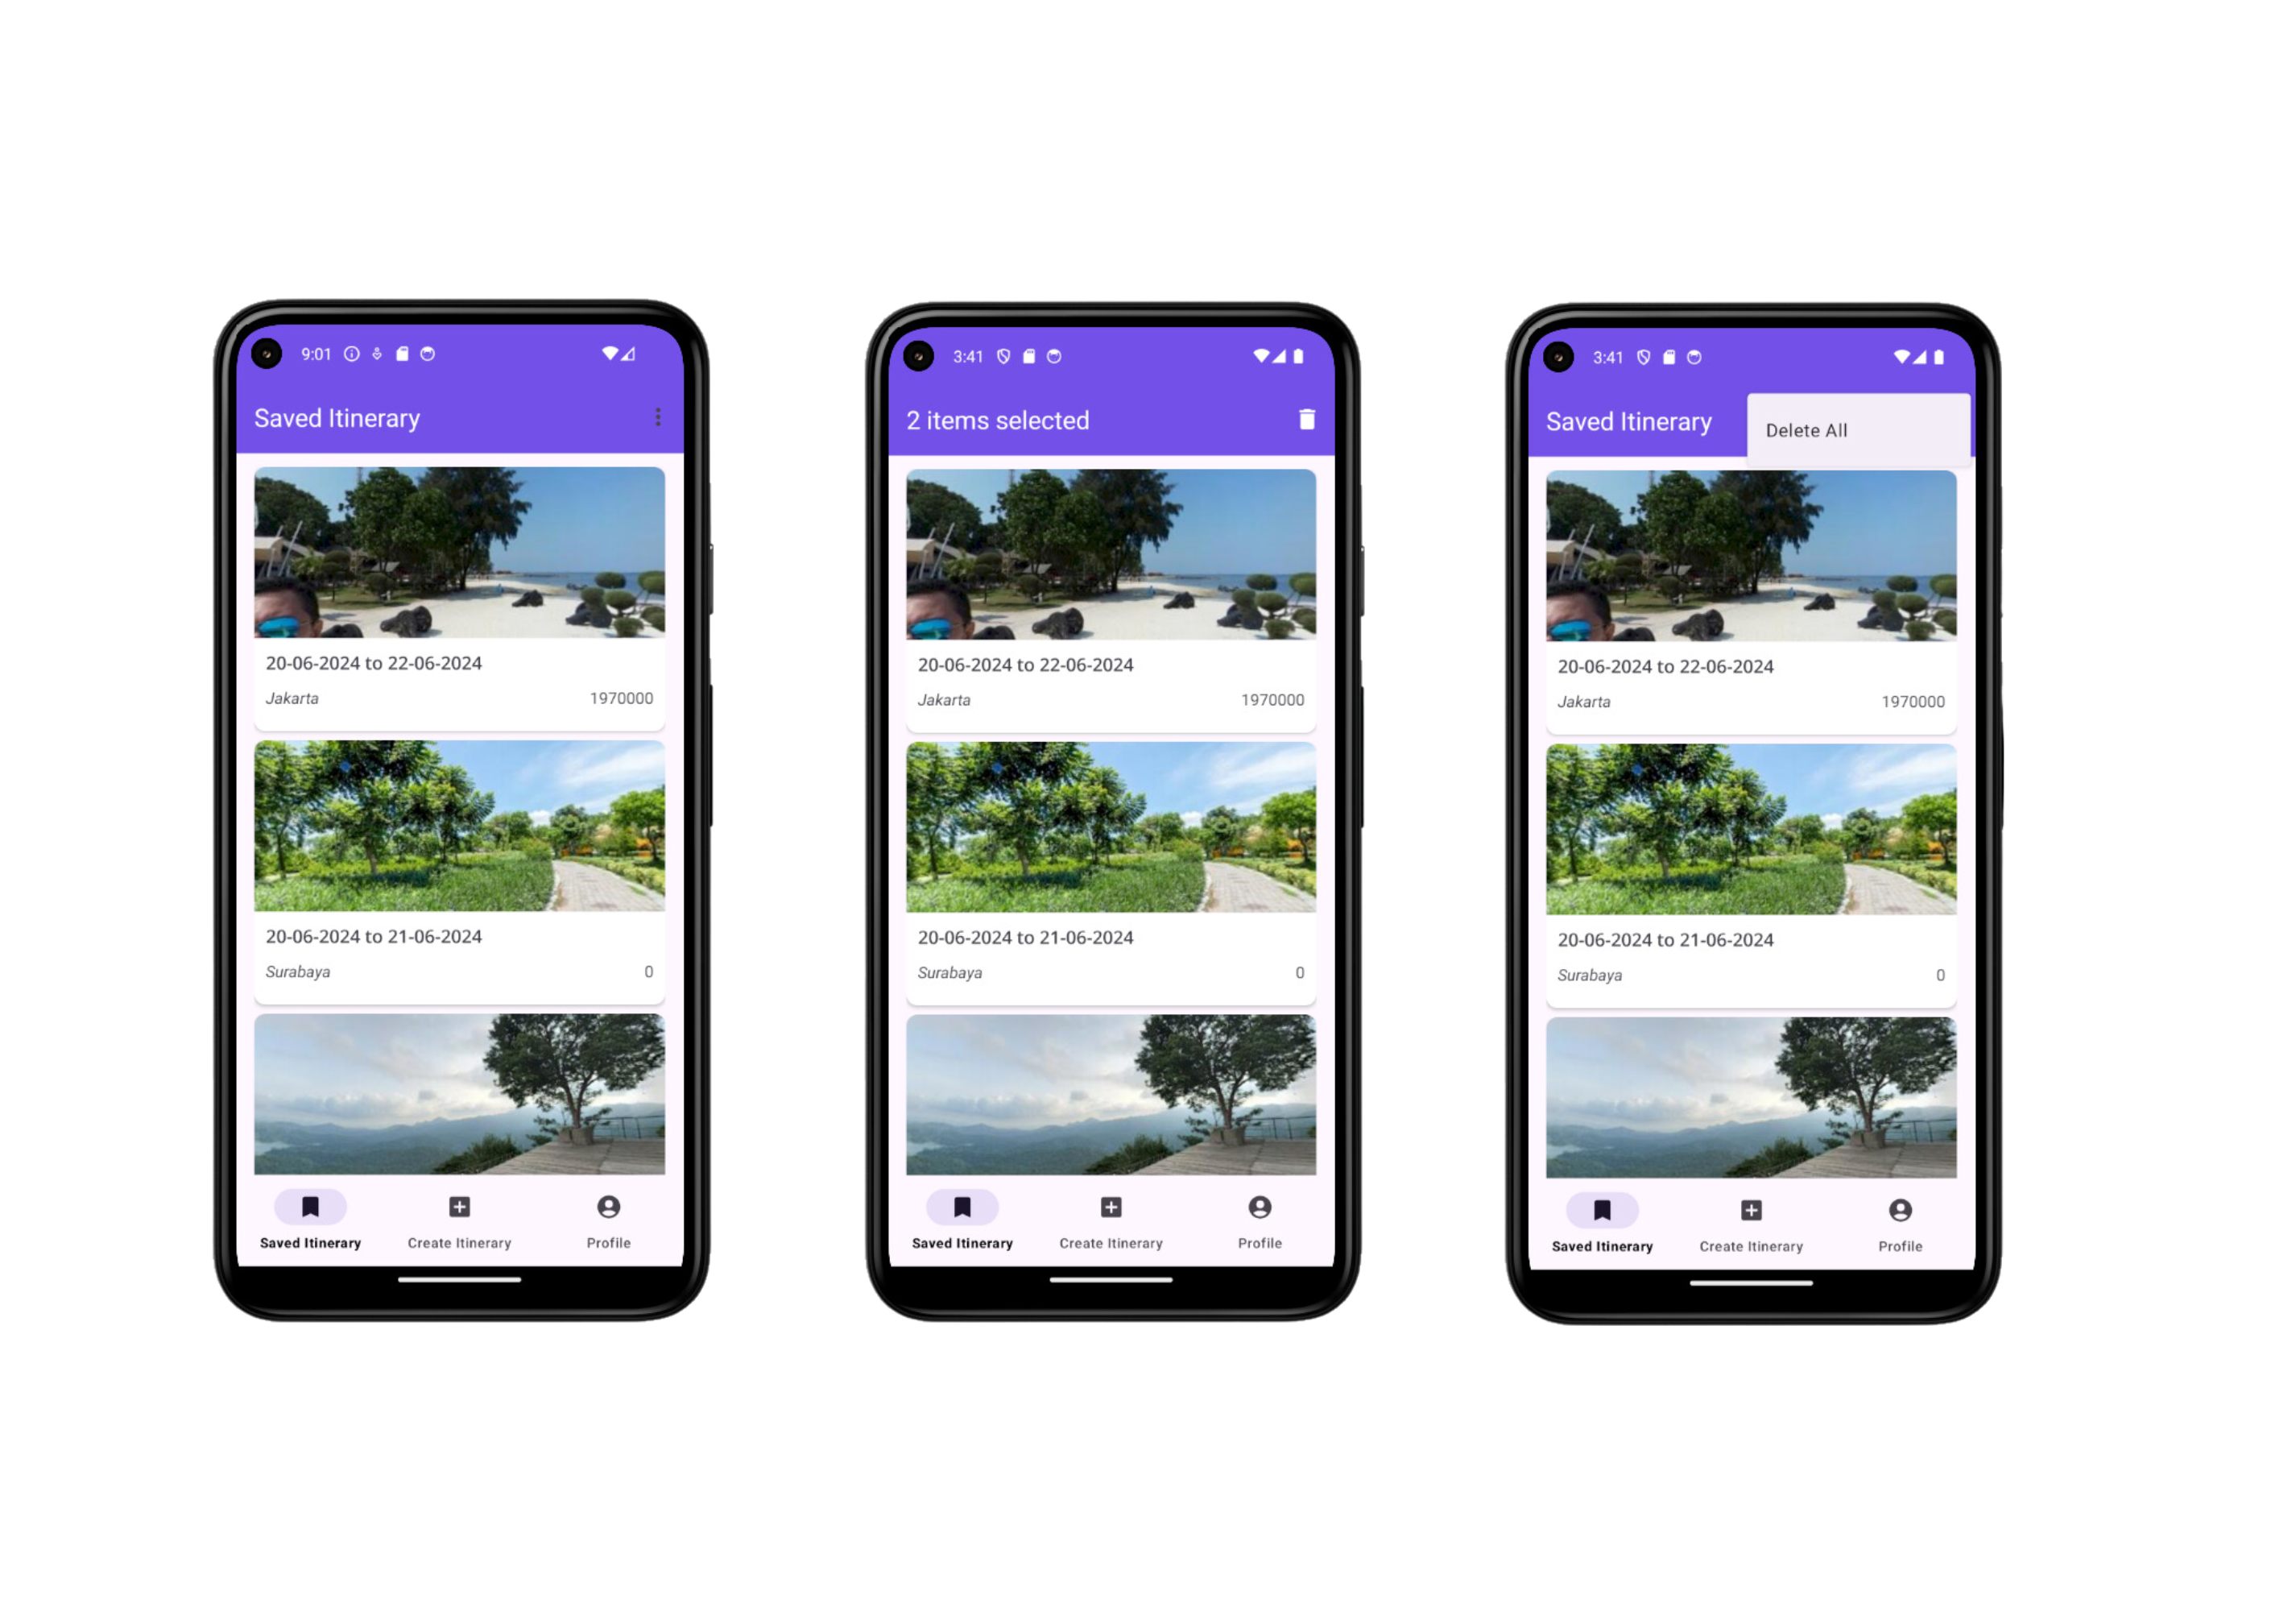 9:01
Saved Itinerary
20-06-2024 to 22-06-2024
Jakarta 1970000
20-06-2024 to 21-06-2024
Surabaya 0
Saved Itinerary Create Itinerary Profile
3:41
2 items selected
20-06-2024 to 22-06-2024
Jakarta 1970000
20-06-2024 to 21-06-2024
Surabaya 0
Saved Itinerary Create Itinerary Profile
3:41
Saved Itinerary Delete All
20-06-2024 to 22-06-2024
Jakarta 1970000
20-06-2024 to 21-06-2024
Surabaya 0
Saved Itinerary Create Itinerary Profile